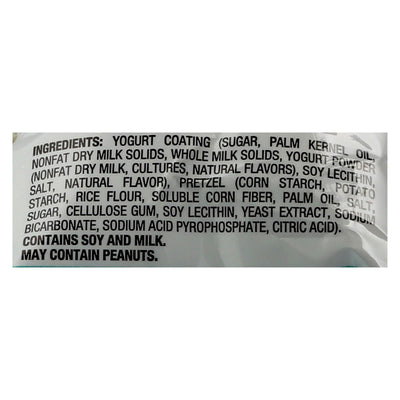 INGREDIENTS: YOGURT COATING (SUGAR, PALM KERNEL OIL,
NONFAT DRY MILK SOLIDS, WHOLE MILK SOLIDS, YOGURT POWDER
(NONFAT DRY MILK, CULTURES, NATURAL FLAVORS), SOY LECITHIN,
SALT, NATURAL FLAVOR), PRETZEL (CORN STARCH, POTATO
STARCH, RICE FLOUR, SOLUBLE CORN FIBER, PALM OIL, SALT,
SUGAR, CELLULOSE GUM, SOY LECITHIN, YEAST EXTRACT, SODIUM
BICARBONATE, SODIUM ACID PYROPHOSPHATE, CITRIC ACID).
CONTAINS SOY AND MILK.
MAY CONTAIN PEANUTS.